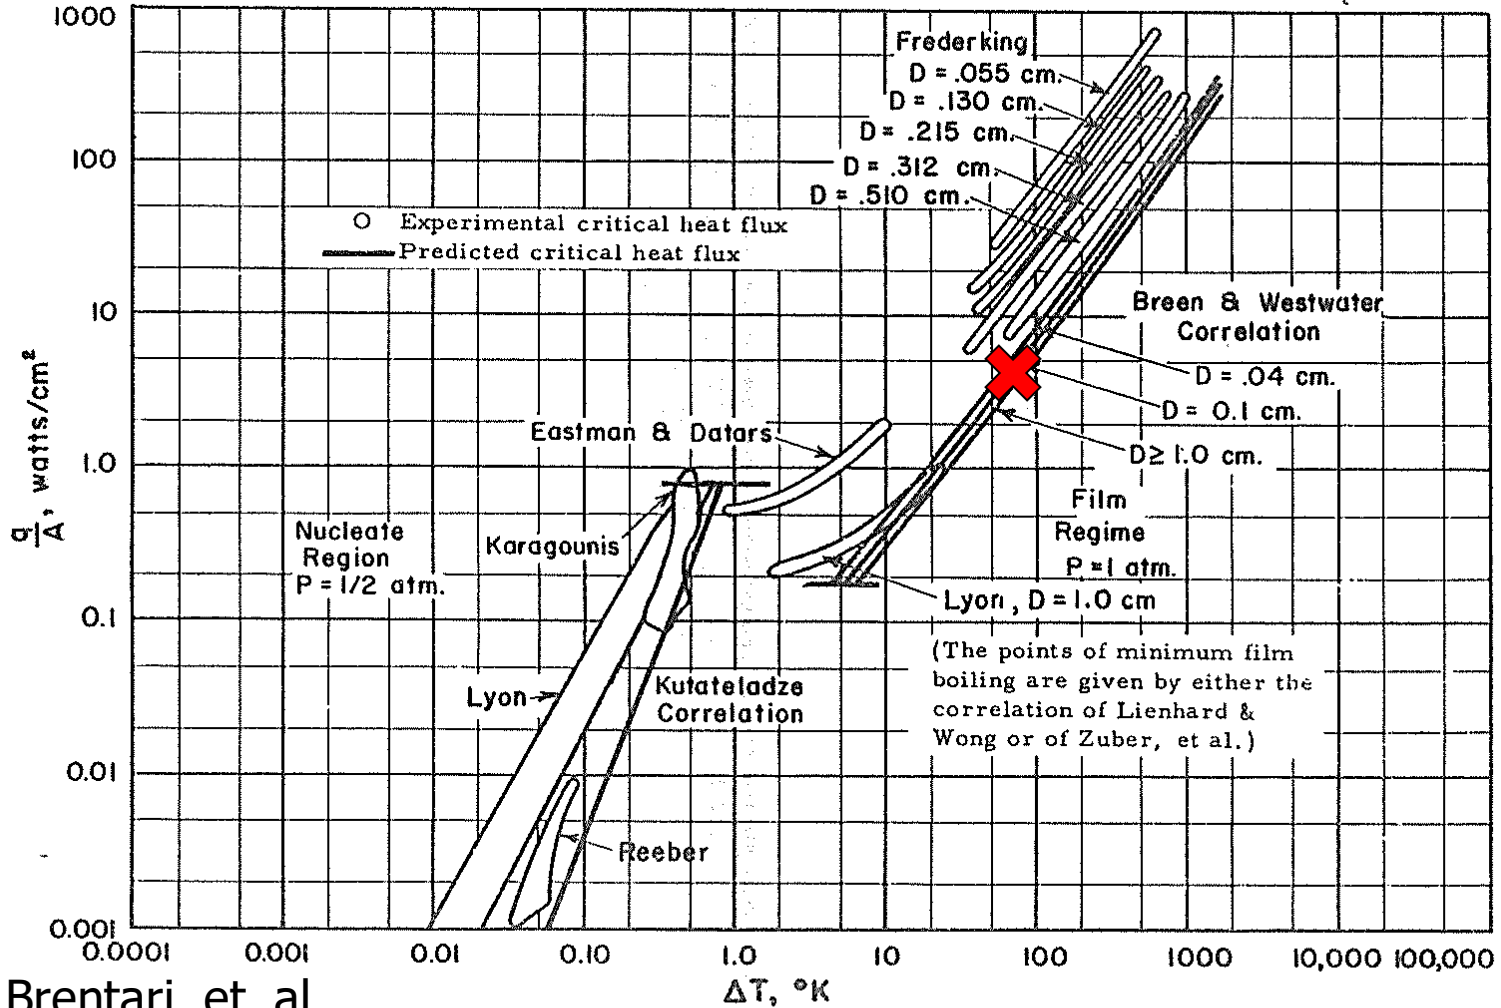 1000
100
10
1.0
0.1
0.01
0.001
q/A, watts/cm²
Frederking
D = .055 cm.
D = .130 cm.
D = .215 cm.
D = .312 cm.
D = .510 cm.
O Experimental critical heat flux
Predicted critical heat flux
Breen & Westwater
Correlation
D = .04 cm.
D = 0.1 cm.
D ≥ 1.0 cm.
Eastman & Datars
Film
Regime
P = 1 atm.
Nucleate
Region
P = 1/2 atm.
Karagounis
Lyon, D = 1.0 cm
(The points of minimum film
boiling are given by either the
correlation of Lienhard &
Wong or of Zuber, et al.)
Lyon
Kutateladze
Correlation
Reeber
0.0001 0.001 0.01 0.10 1.0 10 100 1000 10,000 100,000
ΔT, °K
Brentari et al